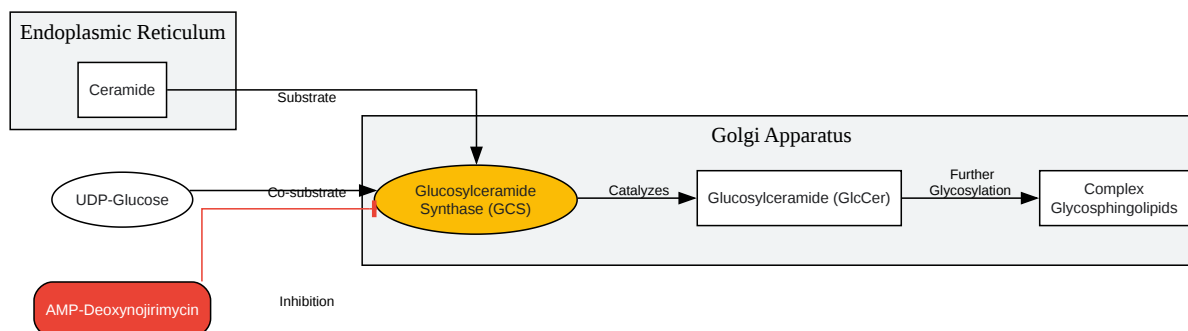 Endoplasmic Reticulum
Ceramide
Substrate
Golgi Apparatus
UDP-Glucose
Co-substrate
Glucosylceramide
Synthase (GCS)
Catalyzes
Glucosylceramide (GlcCer)
Further
Glycosylation
Complex
Glycosphingolipids
AMP-Deoxynojirimycin
Inhibition